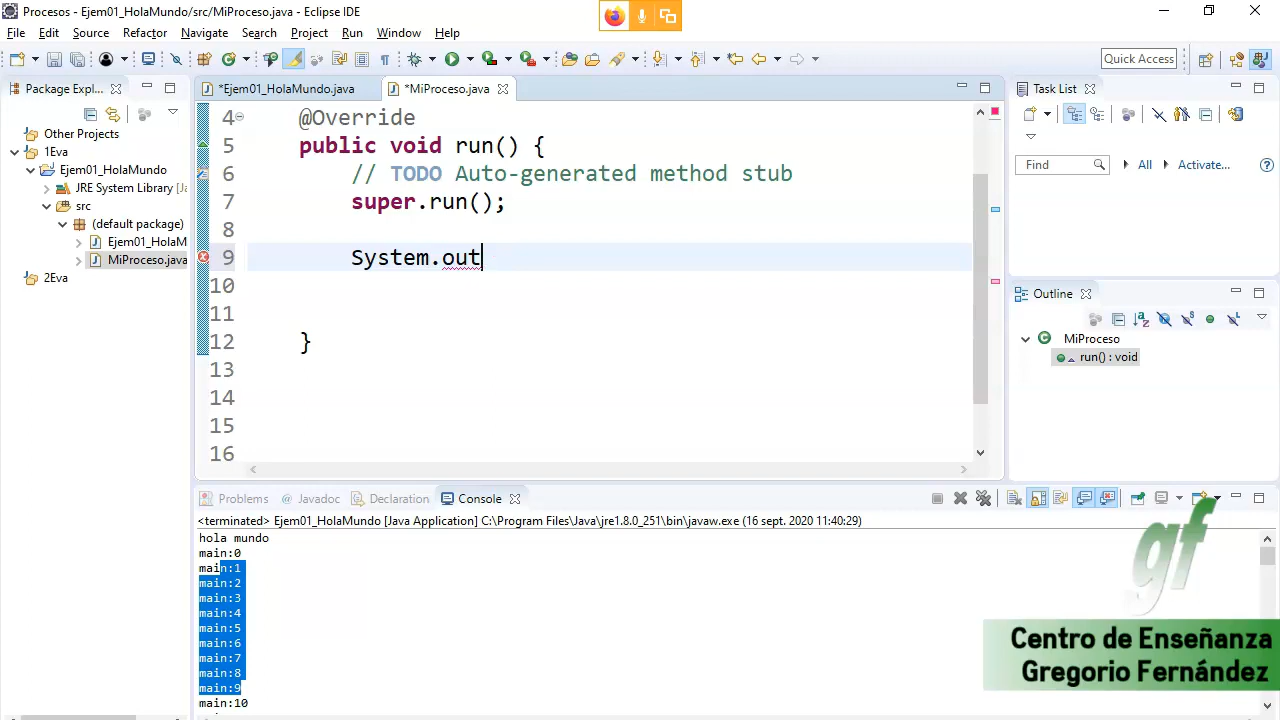 Procesos - Ejem01_HolaMundo/src/MiProceso.java - Eclipse IDE
File Edit Source Refactor Navigate Search Project Run Window Help
Quick Access
Package Expl...
*Ejem01_HolaMundo.java
*MiProceso.java
Task List
Other Projects
1Eva
Ejem01_HolaMundo
JRE System Library [Ja
src
(default package)
Ejem01_HolaM
MiProceso.java
2Eva
4 @Override
5 public void run() {
6 // TODO Auto-generated method stub
7 super.run();
8
9 System.out
10
11
12 }
13
14
15
16
Find
All
Activate...
Outline
MiProceso
run() : void
Problems @ Javadoc Declaration Console
<terminated> Ejem01_HolaMundo [Java Application] C:\Program Files\Java\jre1.8.0_251\bin\javaw.exe (16 sept. 2020 11:40:29)
hola mundo
main:0
main:1
main:2
main:3
main:4
main:5
main:6
main:7
main:8
main:9
main:10
gf
Centro de Enseñanza
Gregorio Fernández